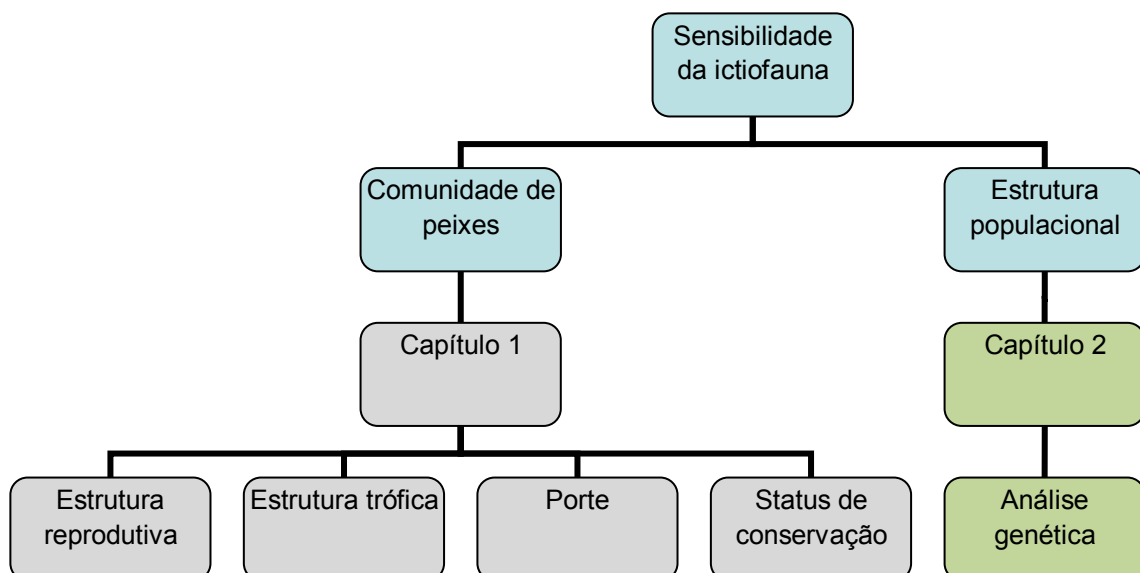 Sensibilidade
da ictiofauna
Comunidade de
peixes
Estrutura
populacional
Capítulo 1
Capítulo 2
Estrutura
reprodutiva
Estrutura trófica
Porte
Status de
conservação
Análise
genética